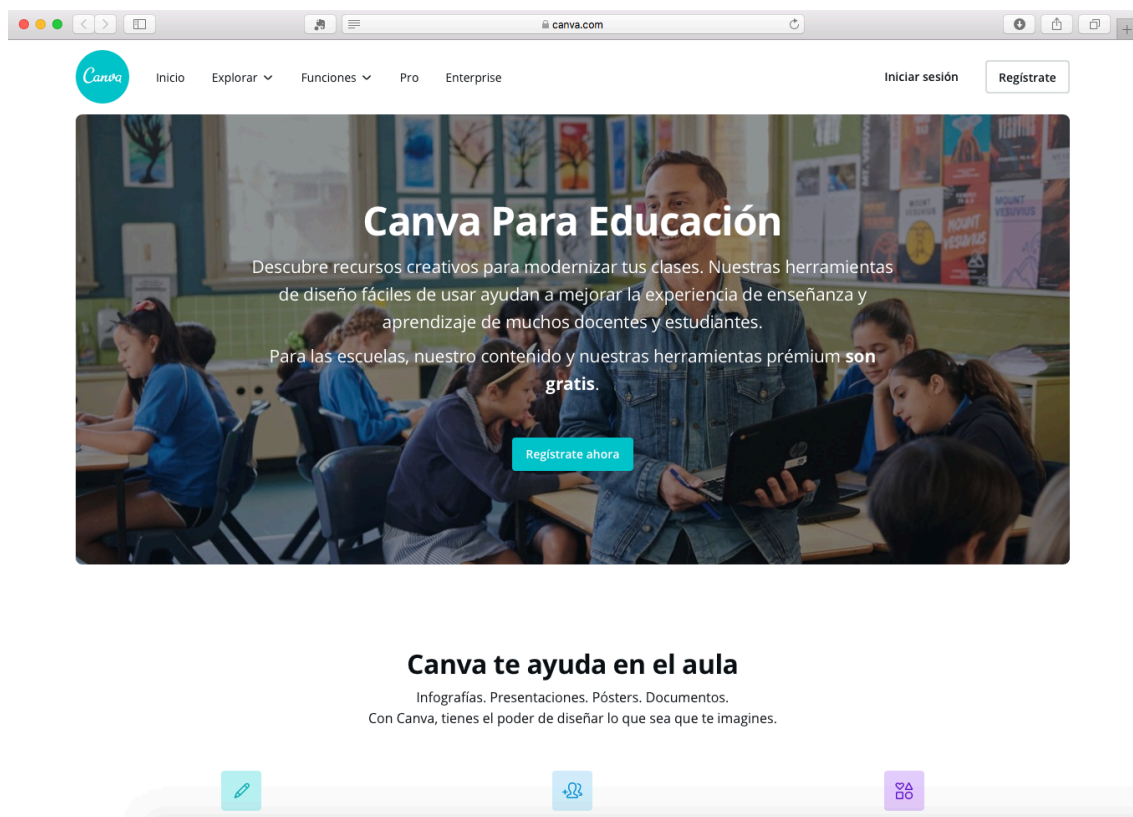 canva.com
Canva
Inicio Explorar Funciones Pro Enterprise Iniciar sesión Regístrate
Canva Para Educación
Descubre recursos creativos para modernizar tus clases. Nuestras herramientas
de diseño fáciles de usar ayudan a mejorar la experiencia de enseñanza y
aprendizaje de muchos docentes y estudiantes.
Para las escuelas, nuestro contenido y nuestras herramientas prémium son
gratis.
Regístrate ahora
MOUNT
VESUVIUS
Canva te ayuda en el aula
Infografías. Presentaciones. Pósters. Documentos.
Con Canva, tienes el poder de diseñar lo que sea que te imagines.